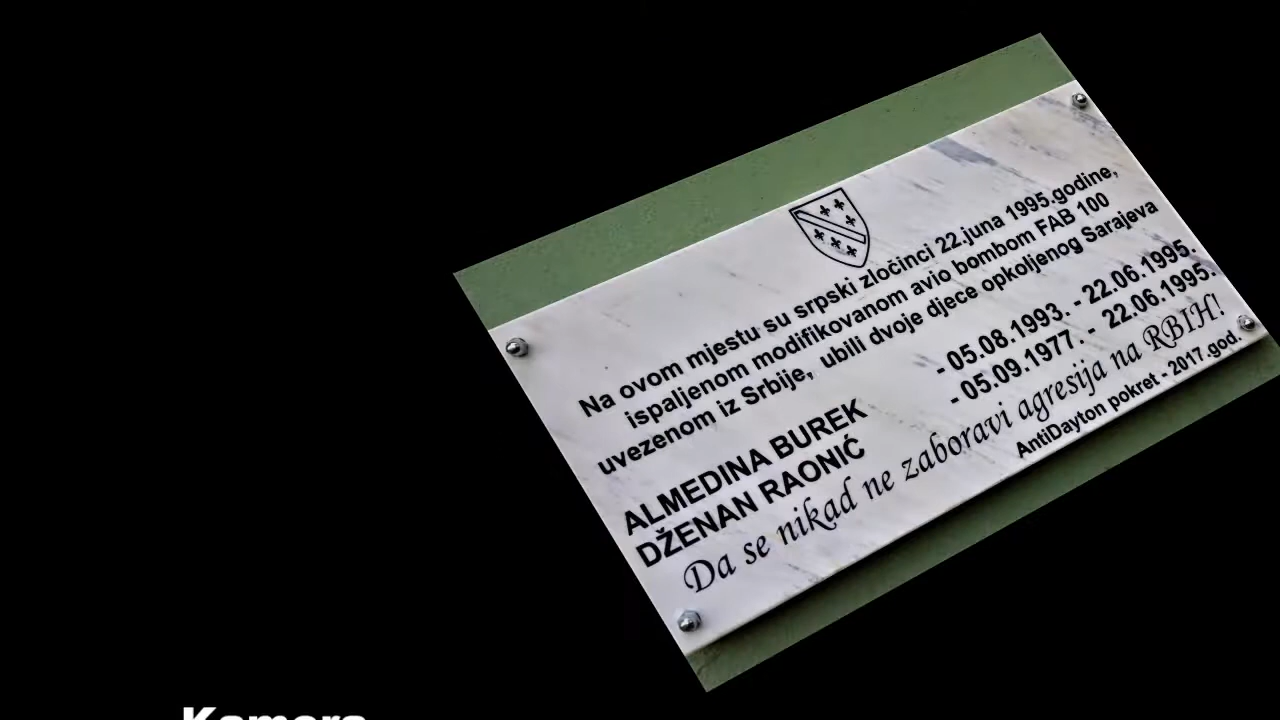 Na ovom mjestu su srpski zločinci 22.juna 1995.godine,
ispaljenom modifikovanom avio bombom FAB 100
uvezenom iz Srbije, ubili dvoje djece opkoljenog Sarajeva
ALMEDINA BUREK - 05.08.1993. - 22.06.1995.
DŽENAN RAONIĆ - 05.09.1977. - 22.06.1995.
Da se nikad ne zaboravi agresija na RBIH!
AntiDayton pokret - 2017.god.
Kamera